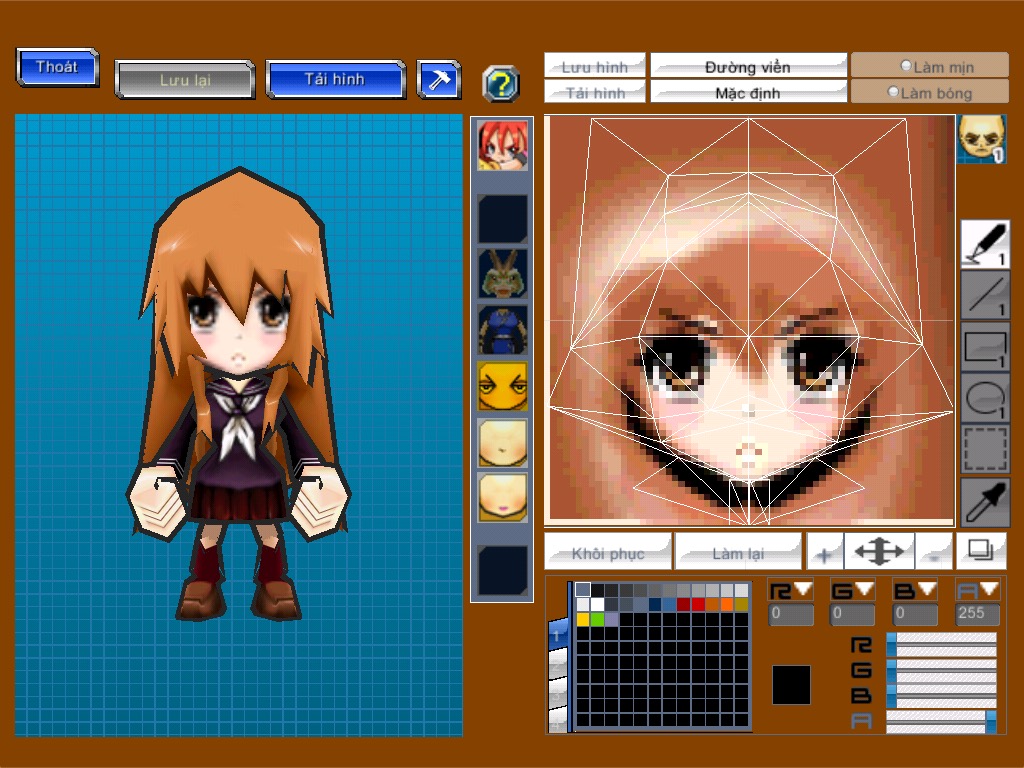 Thoát
Lưu lại
Tải hình
?
Lưu hình
Đường viền
Làm mịn
Tải hình
Mặc định
Làm bóng
1
1
1
1
1
Khôi phục
Làm lại
+
-
R
G
B
A
0
0
0
255
1
R
G
B
A